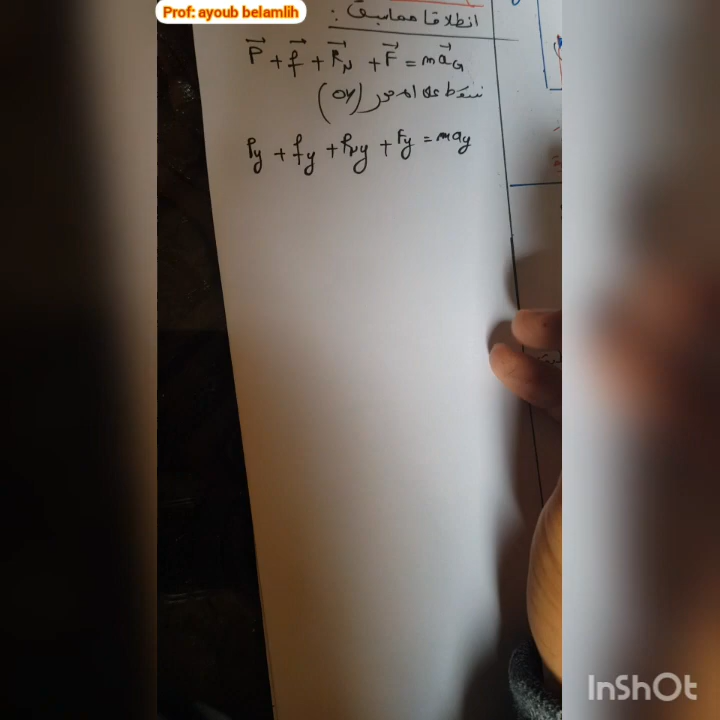 Prof: ayoub belamlih
انطلاقا مما سبق :
P⃗ + f⃗ + R⃗N + F⃗ = ma⃗G
نسقط على المحور (oy)
Py + fy + RNy + Fy = may
InShOt